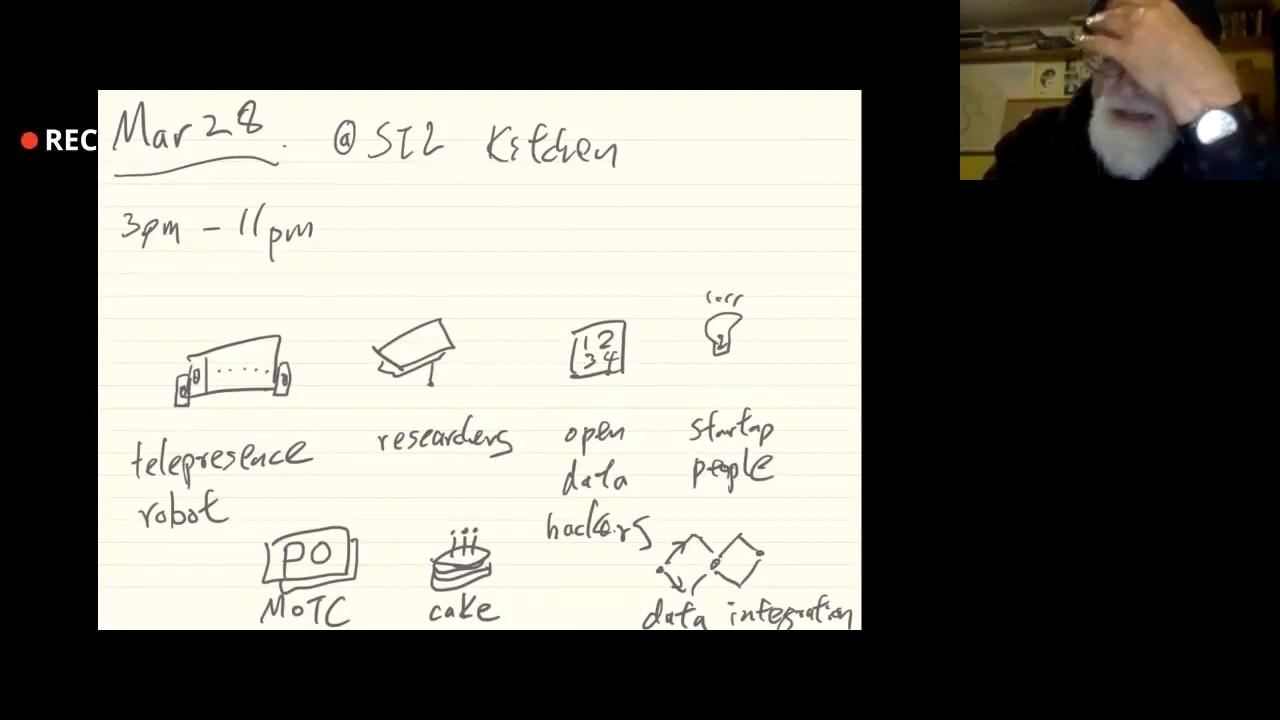 REC
Mar 28 @ SI2 Kitchen
3pm - 11pm
1 2
3 4
telepresence
robot
researchers
open
data
hackers
startup
people
PO
MOTC
cake
data integration